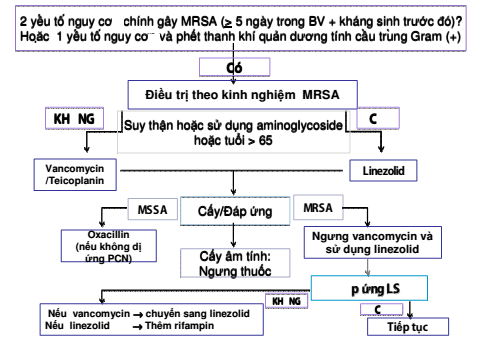 2 yếu tố nguy cơ chính gây MRSA (≥ 5 ngày trong BV + kháng sinh trước đó)?
Hoặc 1 yếu tố nguy cơ và phết thanh khí quản dương tính cầu trùng Gram (+)
Có
Điều trị theo kinh nghiệm MRSA
KH NG
C
Suy thận hoặc sử dụng aminoglycoside
hoặc tuổi > 65
Vancomycin
/Teicoplanin
Linezolid
MSSA
Cấy/Đáp ứng
MRSA
Oxacillin
(nếu không dị
ứng PCN)
Cấy âm tính:
Ngưng thuốc
Ngưng vancomycin và
sử dụng linezolid
p ứng LS
KH NG
C
Nếu vancomycin → chuyển sang linezolid
Nếu linezolid → Thêm rifampin
Tiếp tục